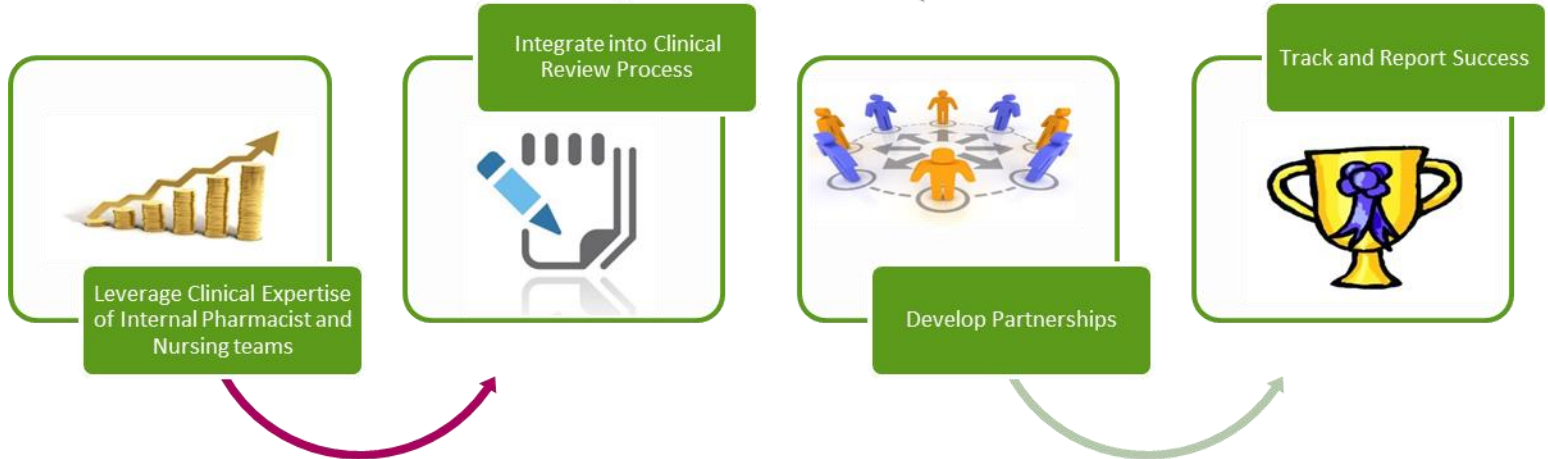 Leverage Clinical Expertise
of Internal Pharmacist and
Nursing teams
Integrate into Clinical
Review Process
Develop Partnerships
Track and Report Success